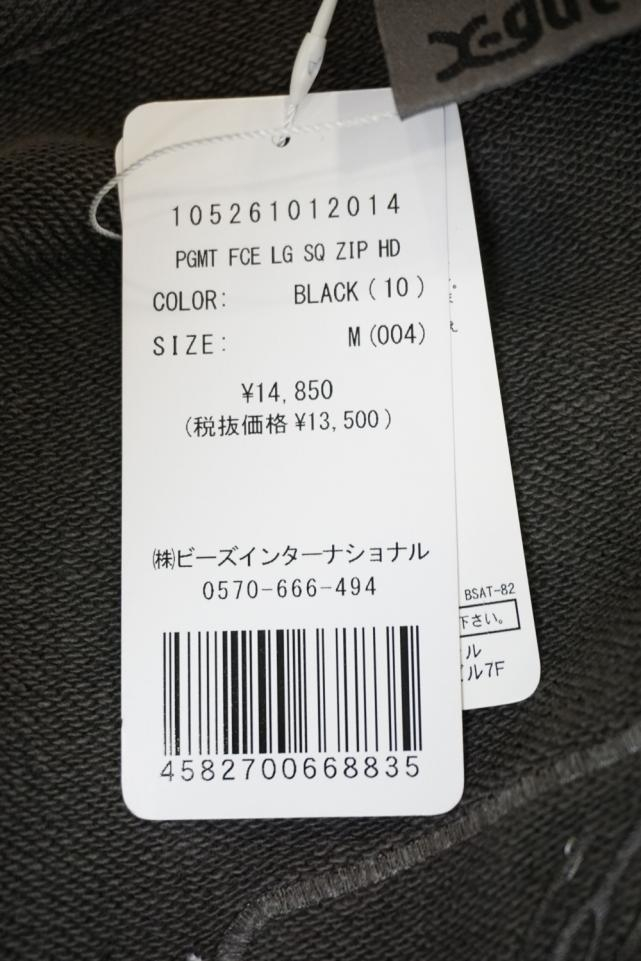 X-gir
105261012014
PGMT FCE LG SQ ZIP HD
COLOR: BLACK(10)
SIZE: M(004)
¥14,850
(税抜価格¥13,500)
㈱ビーズインターナショナル
0570-666-494
4582700668835
BSAT-82
下さい。
ル
ル7F